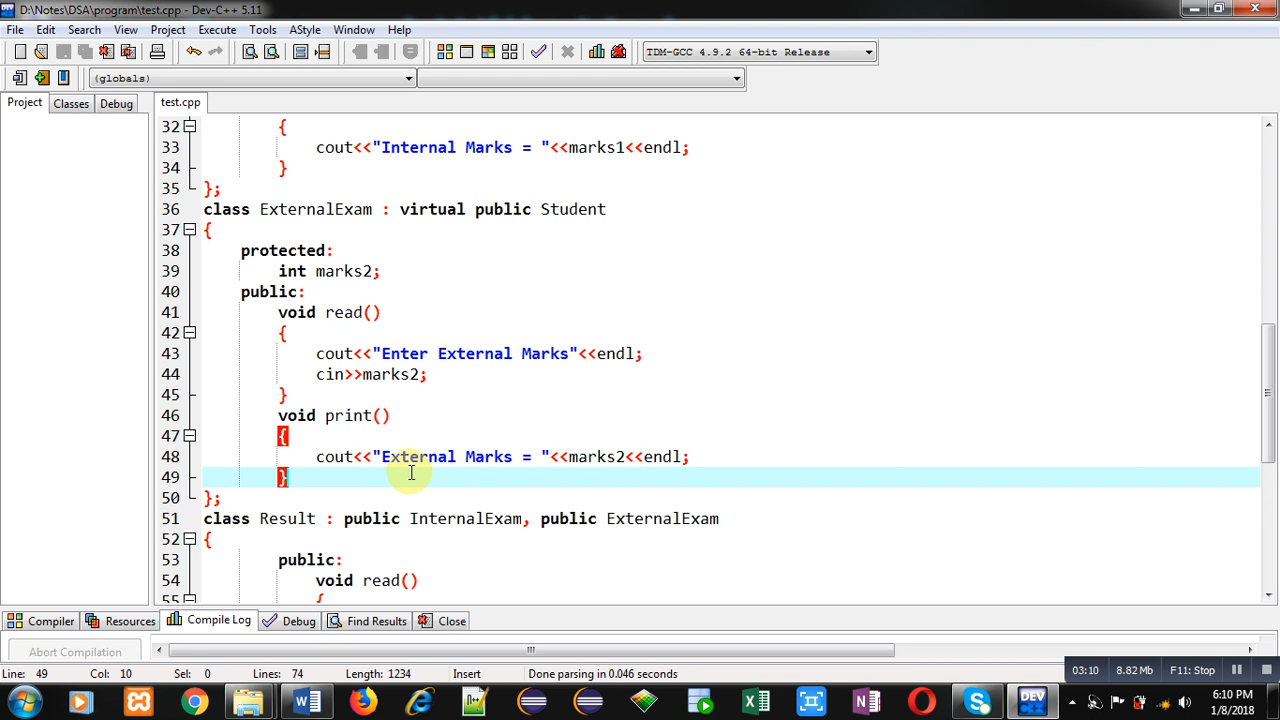 D:\Notes\DSA\program\test.cpp - Dev-C++ 5.11
File Edit Search View Project Execute Tools AStyle Window Help
TDM-GCC 4.9.2 64-bit Release
(globals)
Project Classes Debug test.cpp
32 {
33 cout<<"Internal Marks = "<<marks1<<endl;
34 }
35 };
36 class ExternalExam : virtual public Student
37 {
38 protected:
39 int marks2;
40 public:
41 void read()
42 {
43 cout<<"Enter External Marks"<<endl;
44 cin>>marks2;
45 }
46 void print()
47 {
48 cout<<"External Marks = "<<marks2<<endl;
49 }
50 };
51 class Result : public InternalExam, public ExternalExam
52 {
53 public:
54 void read()
55 {
Compiler Resources Compile Log Debug Find Results Close
Abort Compilation
Line: 49 Col: 10 Sel: 0 Lines: 74 Length: 1234 Insert Done parsing in 0.046 seconds
03:10 8.82 Mb F11: Stop
DEV
6:10 PM
1/8/2018